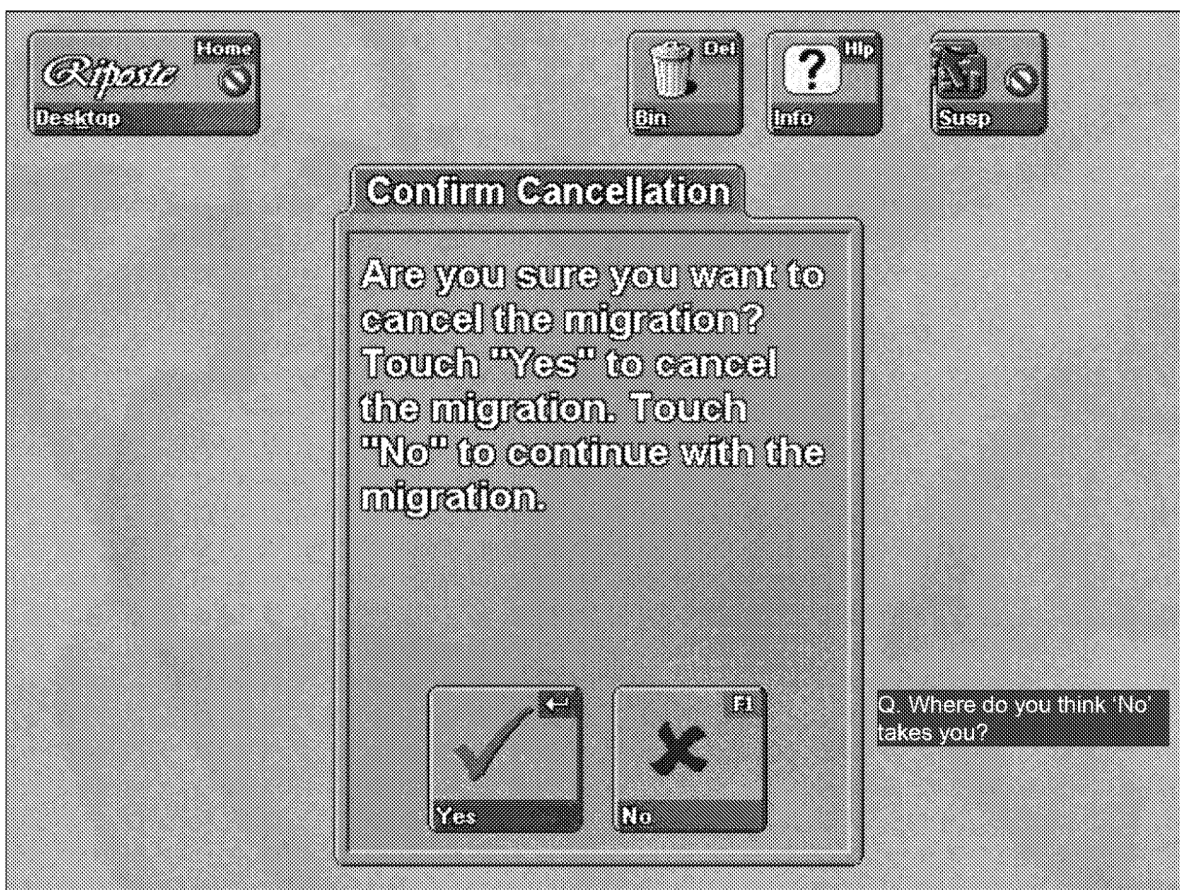 Home
Riposte
Desktop
Del
Bin
Hlp
?
Info
Susp
Confirm Cancellation
Are you sure you want to
cancel the migration?
Touch "Yes" to cancel
the migration. Touch
"No" to continue with the
migration.
Yes
F1
No
Q. Where do you think 'No'
takes you?